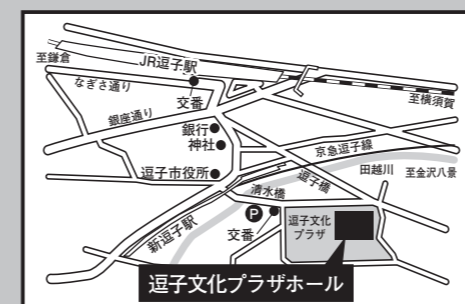 至鎌倉
JR逗子駅
なぎさ通り
交番
至横須賀
銀座通り
銀行
神社
京急逗子線
逗子市役所
逗子橋
田越川
至金沢八景
清水橋
P
交番
新逗子駅
逗子文化
プラザ
逗子文化プラザホール